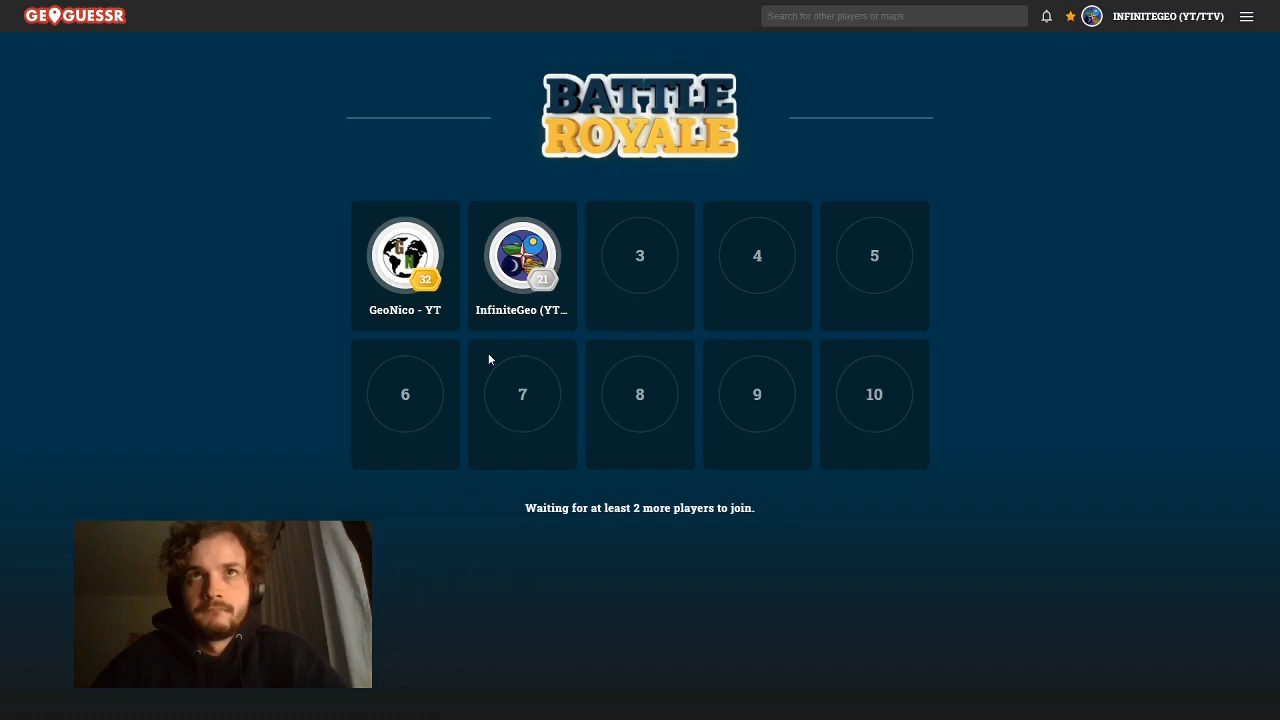 GEOGUESSR
Search for other players or maps
INFINITEGEO (YT/TTV)
BATTLE
ROYALE
32
21
3
4
5
GeoNico - YT
InfiniteGeo (YT...
6
7
8
9
10
Waiting for at least 2 more players to join.